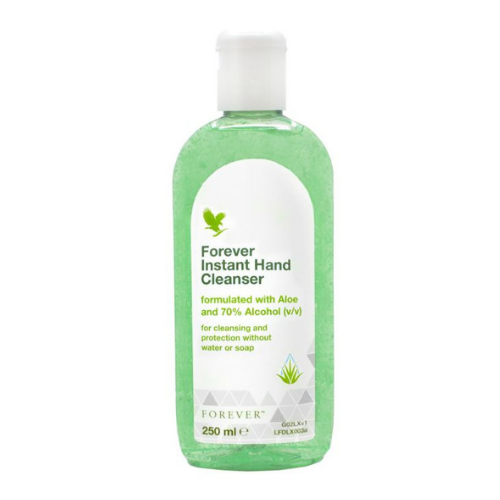 Forever
Instant Hand
Cleanser
formulated with Aloe
and 70% Alcohol (v/v)
for cleansing and
protection without
water or soap
FOREVER™
250 ml ℮